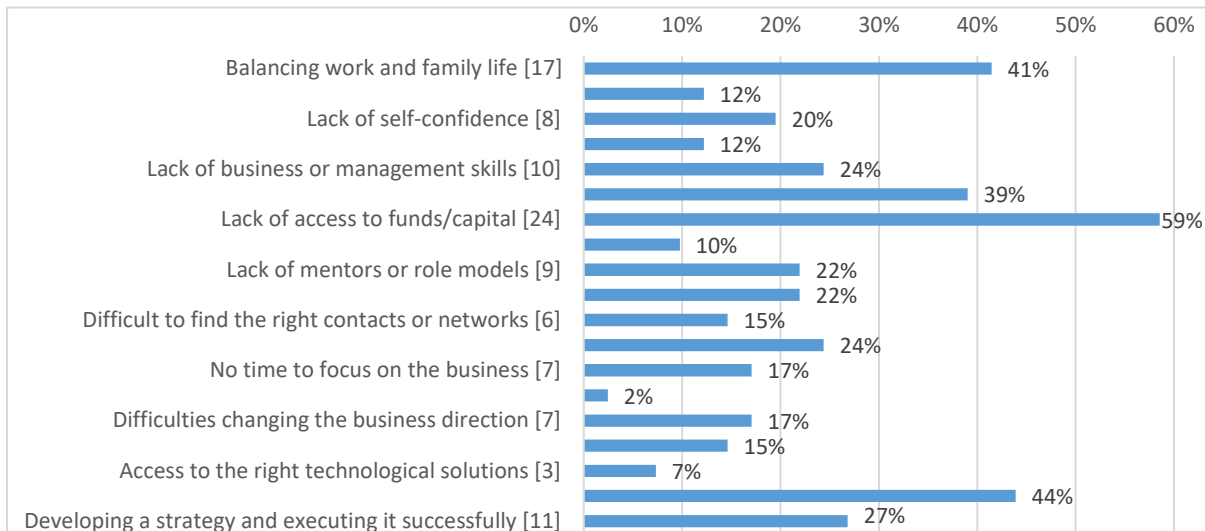 0% 10% 20% 30% 40% 50% 60%
Balancing work and family life [17] 41%
12%
Lack of self-confidence [8] 20%
12%
Lack of business or management skills [10] 24%
39%
Lack of access to funds/capital [24] 59%
10%
Lack of mentors or role models [9] 22%
22%
Difficult to find the right contacts or networks [6] 15%
24%
No time to focus on the business [7] 17%
2%
Difficulties changing the business direction [7] 17%
15%
Access to the right technological solutions [3] 7%
44%
Developing a strategy and executing it successfully [11] 27%